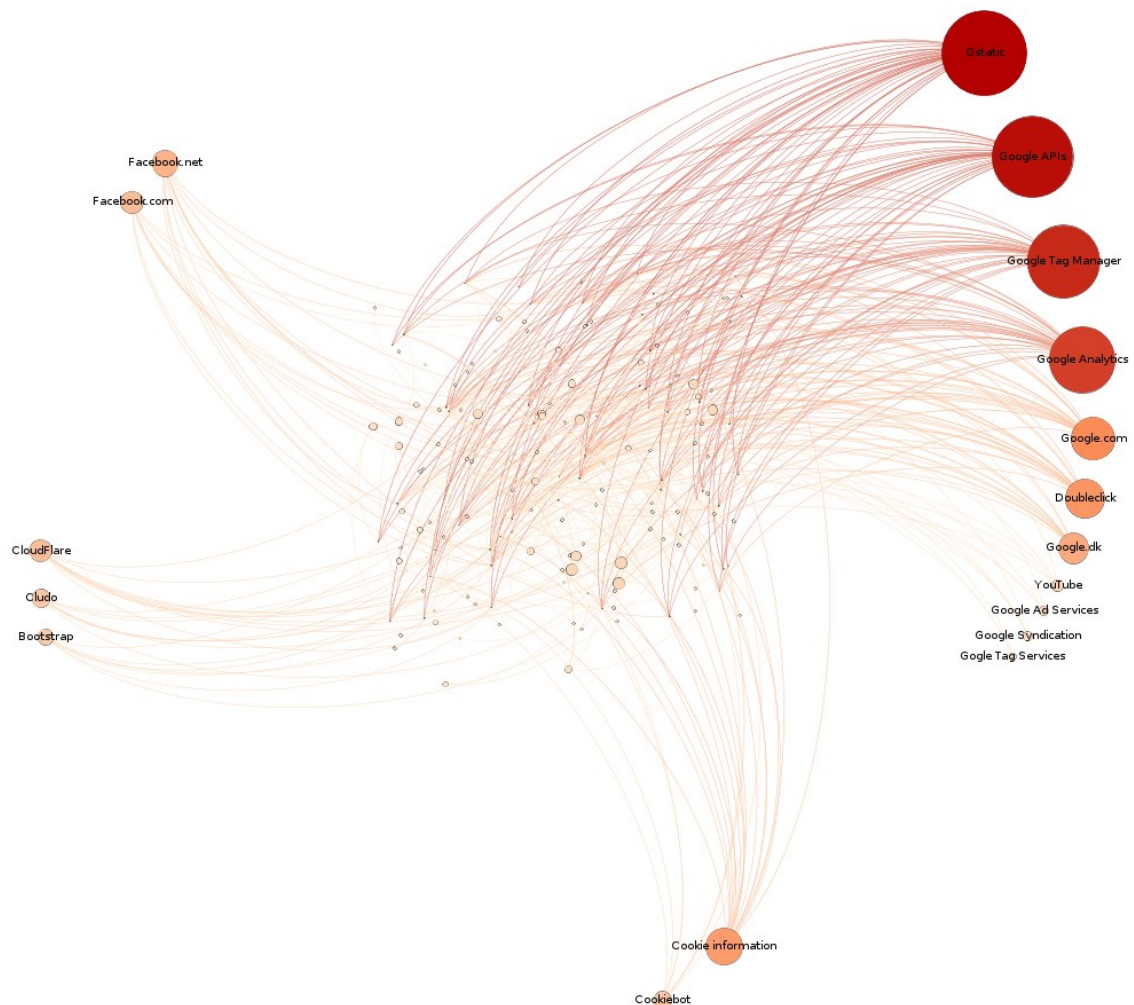 Gstatic
Google APIs
Facebook.net
Facebook.com
Google Tag Manager
Google Analytics
Google.com
Doubleclick
Google.dk
CloudFlare
YouTube
Cludo
Google Ad Services
Bootstrap
Google Syndication
Gogle Tag Services
Cookie information
Cookiebot